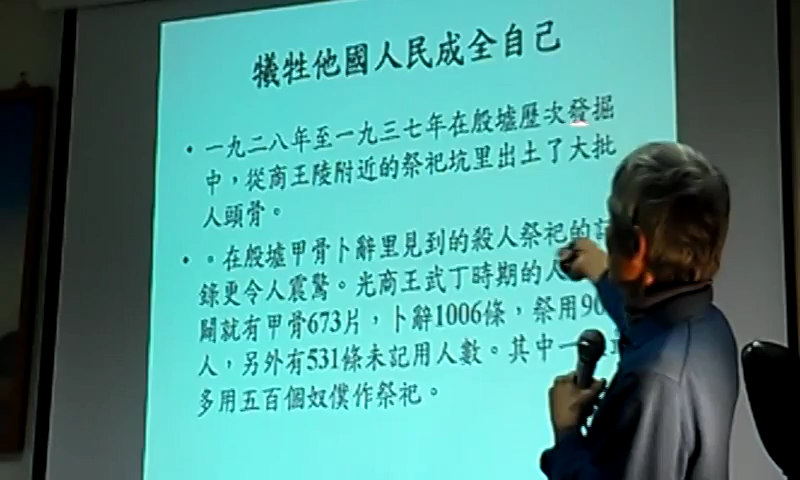 犧牲他國人民成全自己
• 一九二八年至一九三七年在殷墟歷次發掘
中，從商王陵附近的祭祀坑里出土了大批
人頭骨。
• 。在殷墟甲骨卜辭里見到的殺人祭祀的記
錄更令人震驚。光商王武丁時期的人
關就有甲骨673片，卜辭1006條，祭用90
人，另外有531條未記用人數。其中一
多用五百個奴僕作祭祀。